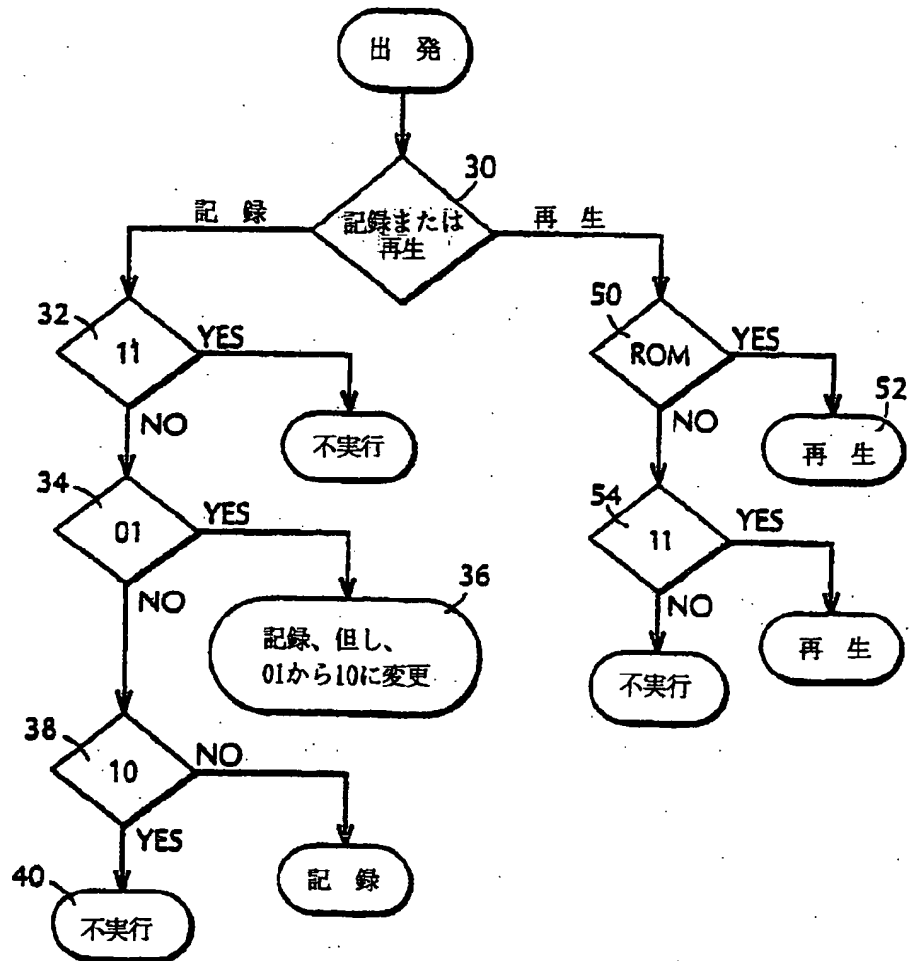 出 発
30
記録または
再生
記 録
再 生
32
11
YES
NO
不実行
34
01
YES
NO
36
記録、但し、
01から10に変更
38
10
NO
YES
記 録
40
不実行
50
ROM
YES
NO
52
再 生
54
11
YES
NO
再 生
不実行